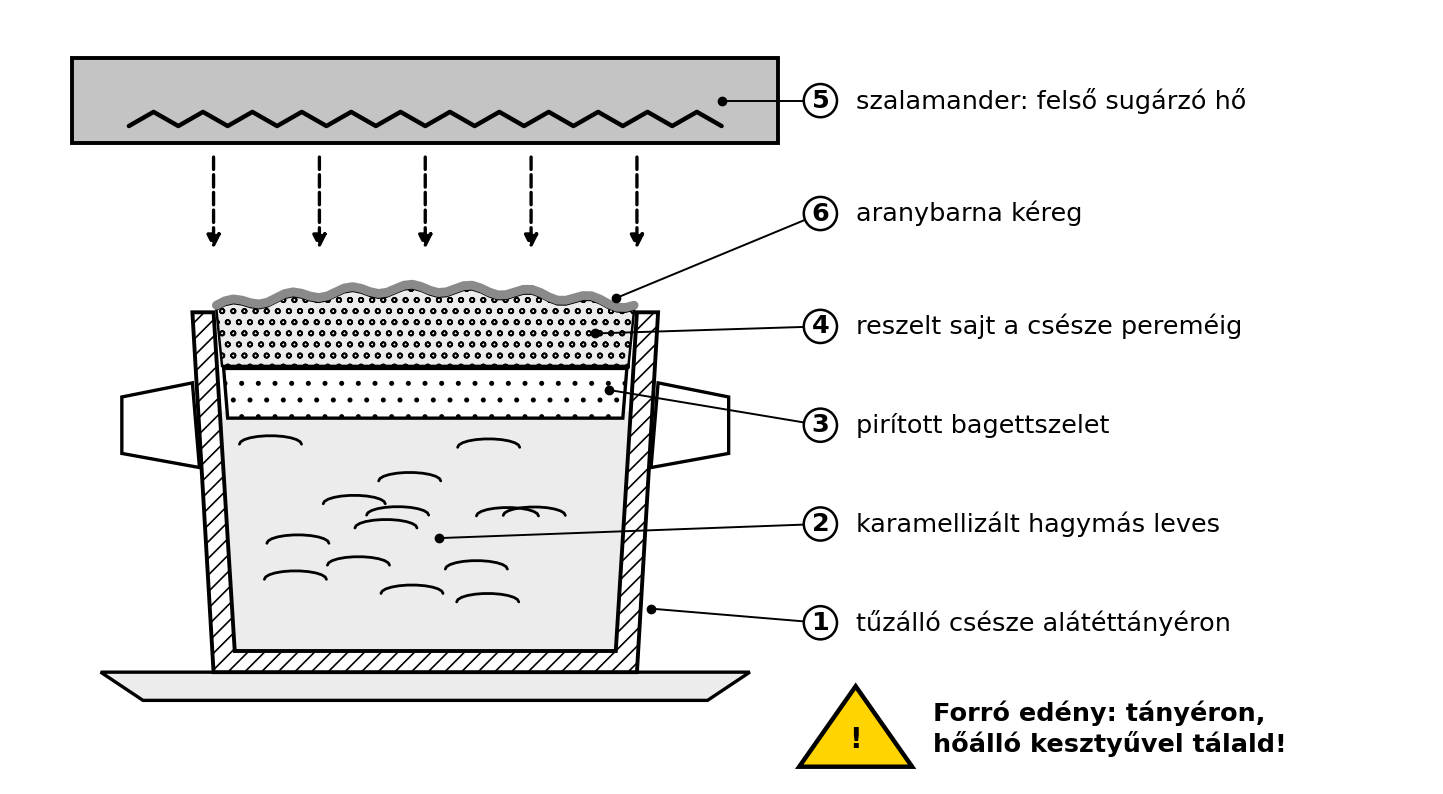 5 szalamander: felső sugárzó hő
6 aranybarna kéreg
4 reszelt sajt a csésze pereméig
3 pirított bagettszelet
2 karamellizált hagymás leves
1 tűzálló csésze alátéttányéron
! Forró edény: tányéron,
hőálló kesztyűvel tálald!